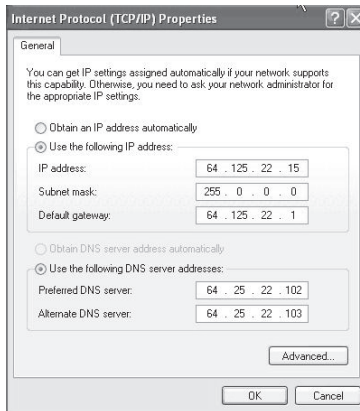 Internet Protocol (TCP/IP) Properties
General
You can get IP settings assigned automatically if your network supports
this capability. Otherwise, you need to ask your network administrator for
the appropriate IP settings.
Obtain an IP address automatically
Use the following IP address:
IP address: 64 . 125 . 22 . 15
Subnet mask: 255 . 0 . 0 . 0
Default gateway: 64 . 125 . 22 . 1
Obtain DNS server address automatically
Use the following DNS server addresses:
Preferred DNS server: 64 . 25 . 22 . 102
Alternate DNS server: 64 . 25 . 22 . 103
Advanced...
OK Cancel